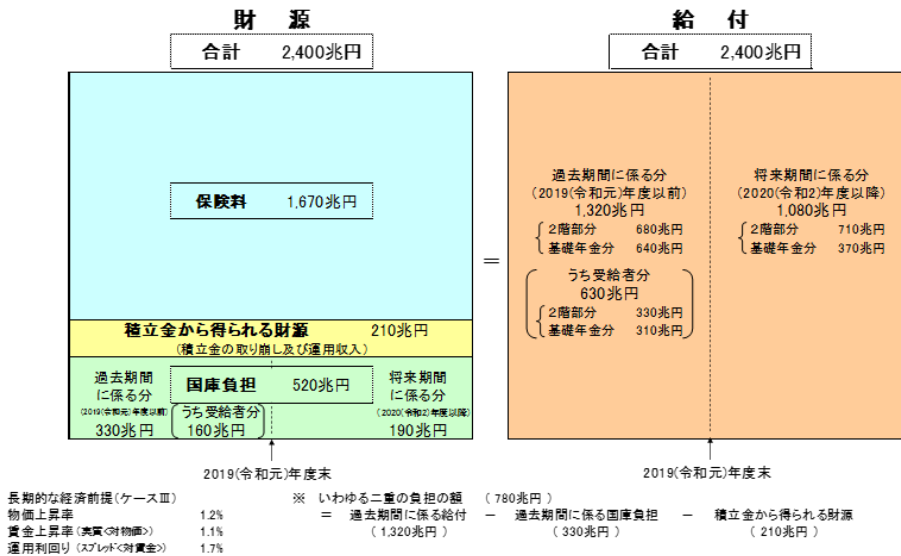 財 源
合計 2,400兆円
保険料 1,670兆円
積立金から得られる財源 210兆円
(積立金の取り崩し及び運用収入)
過去期間
に係る分
(2019(令和元)年度以前)
330兆円
国庫負担 520兆円
うち受給者分
160兆円
将来期間
に係る分
(2020(令和2)年度以降)
190兆円
2019(令和元)年度末
=
給 付
合計 2,400兆円
過去期間に係る分
(2019(令和元)年度以前)
1,320兆円
2階部分 680兆円
基礎年金分 640兆円
うち受給者分
630兆円
2階部分 330兆円
基礎年金分 310兆円
将来期間に係る分
(2020(令和2)年度以降)
1,080兆円
2階部分 710兆円
基礎年金分 370兆円
2019(令和元)年度末
長期的な経済前提(ケースⅢ)
物価上昇率 1.2%
賃金上昇率(実質<対物価>) 1.1%
運用利回り(スプレッド<対賃金>) 1.7%
※ いわゆる二重の負担の額 (780兆円)
= 過去期間に係る給付 − 過去期間に係る国庫負担 − 積立金から得られる財源
(1,320兆円) (330兆円) (210兆円)